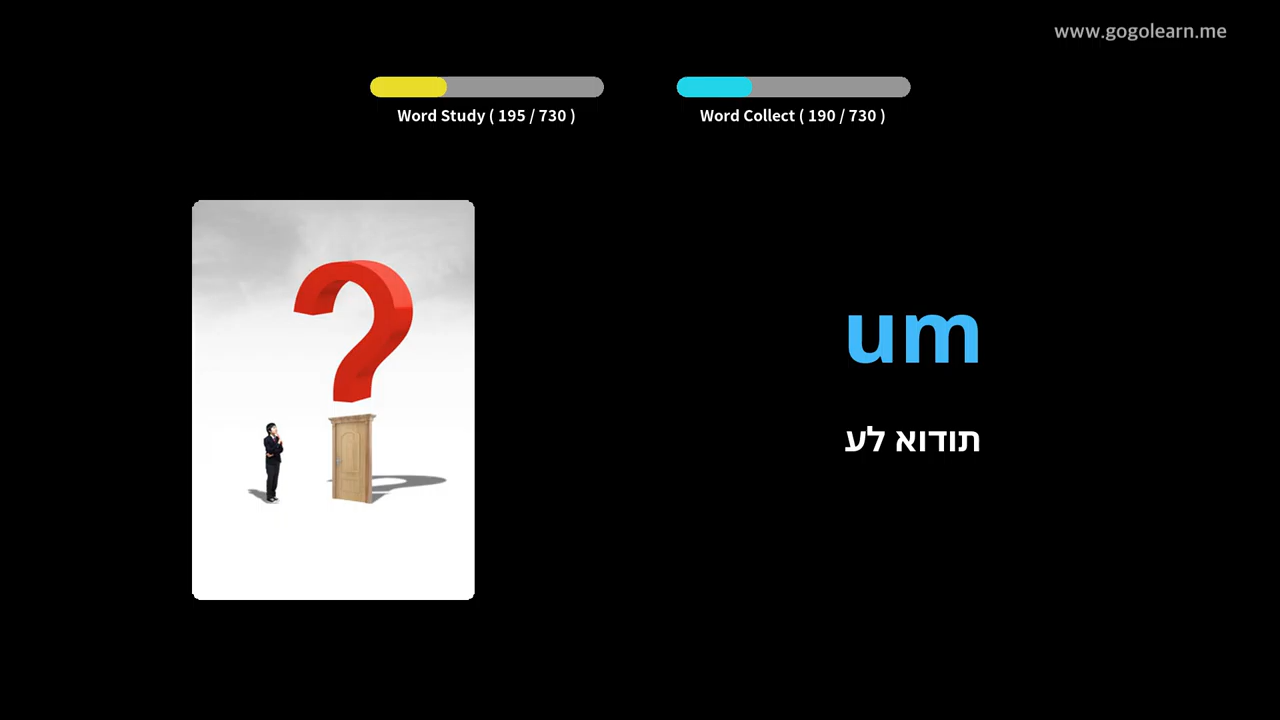 www.gogolearn.me
Word Study ( 195 / 730 )
Word Collect ( 190 / 730 )
um
תודוא לע